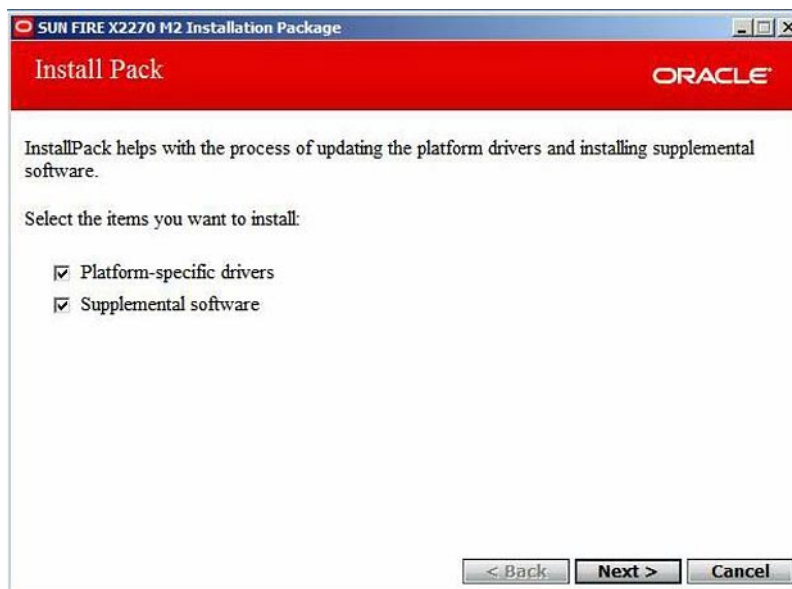 SUN FIRE X2270 M2 Installation Package
Install Pack
ORACLE
InstallPack helps with the process of updating the platform drivers and installing supplemental
software.
Select the items you want to install:
Platform-specific drivers
Supplemental software
< Back Next > Cancel